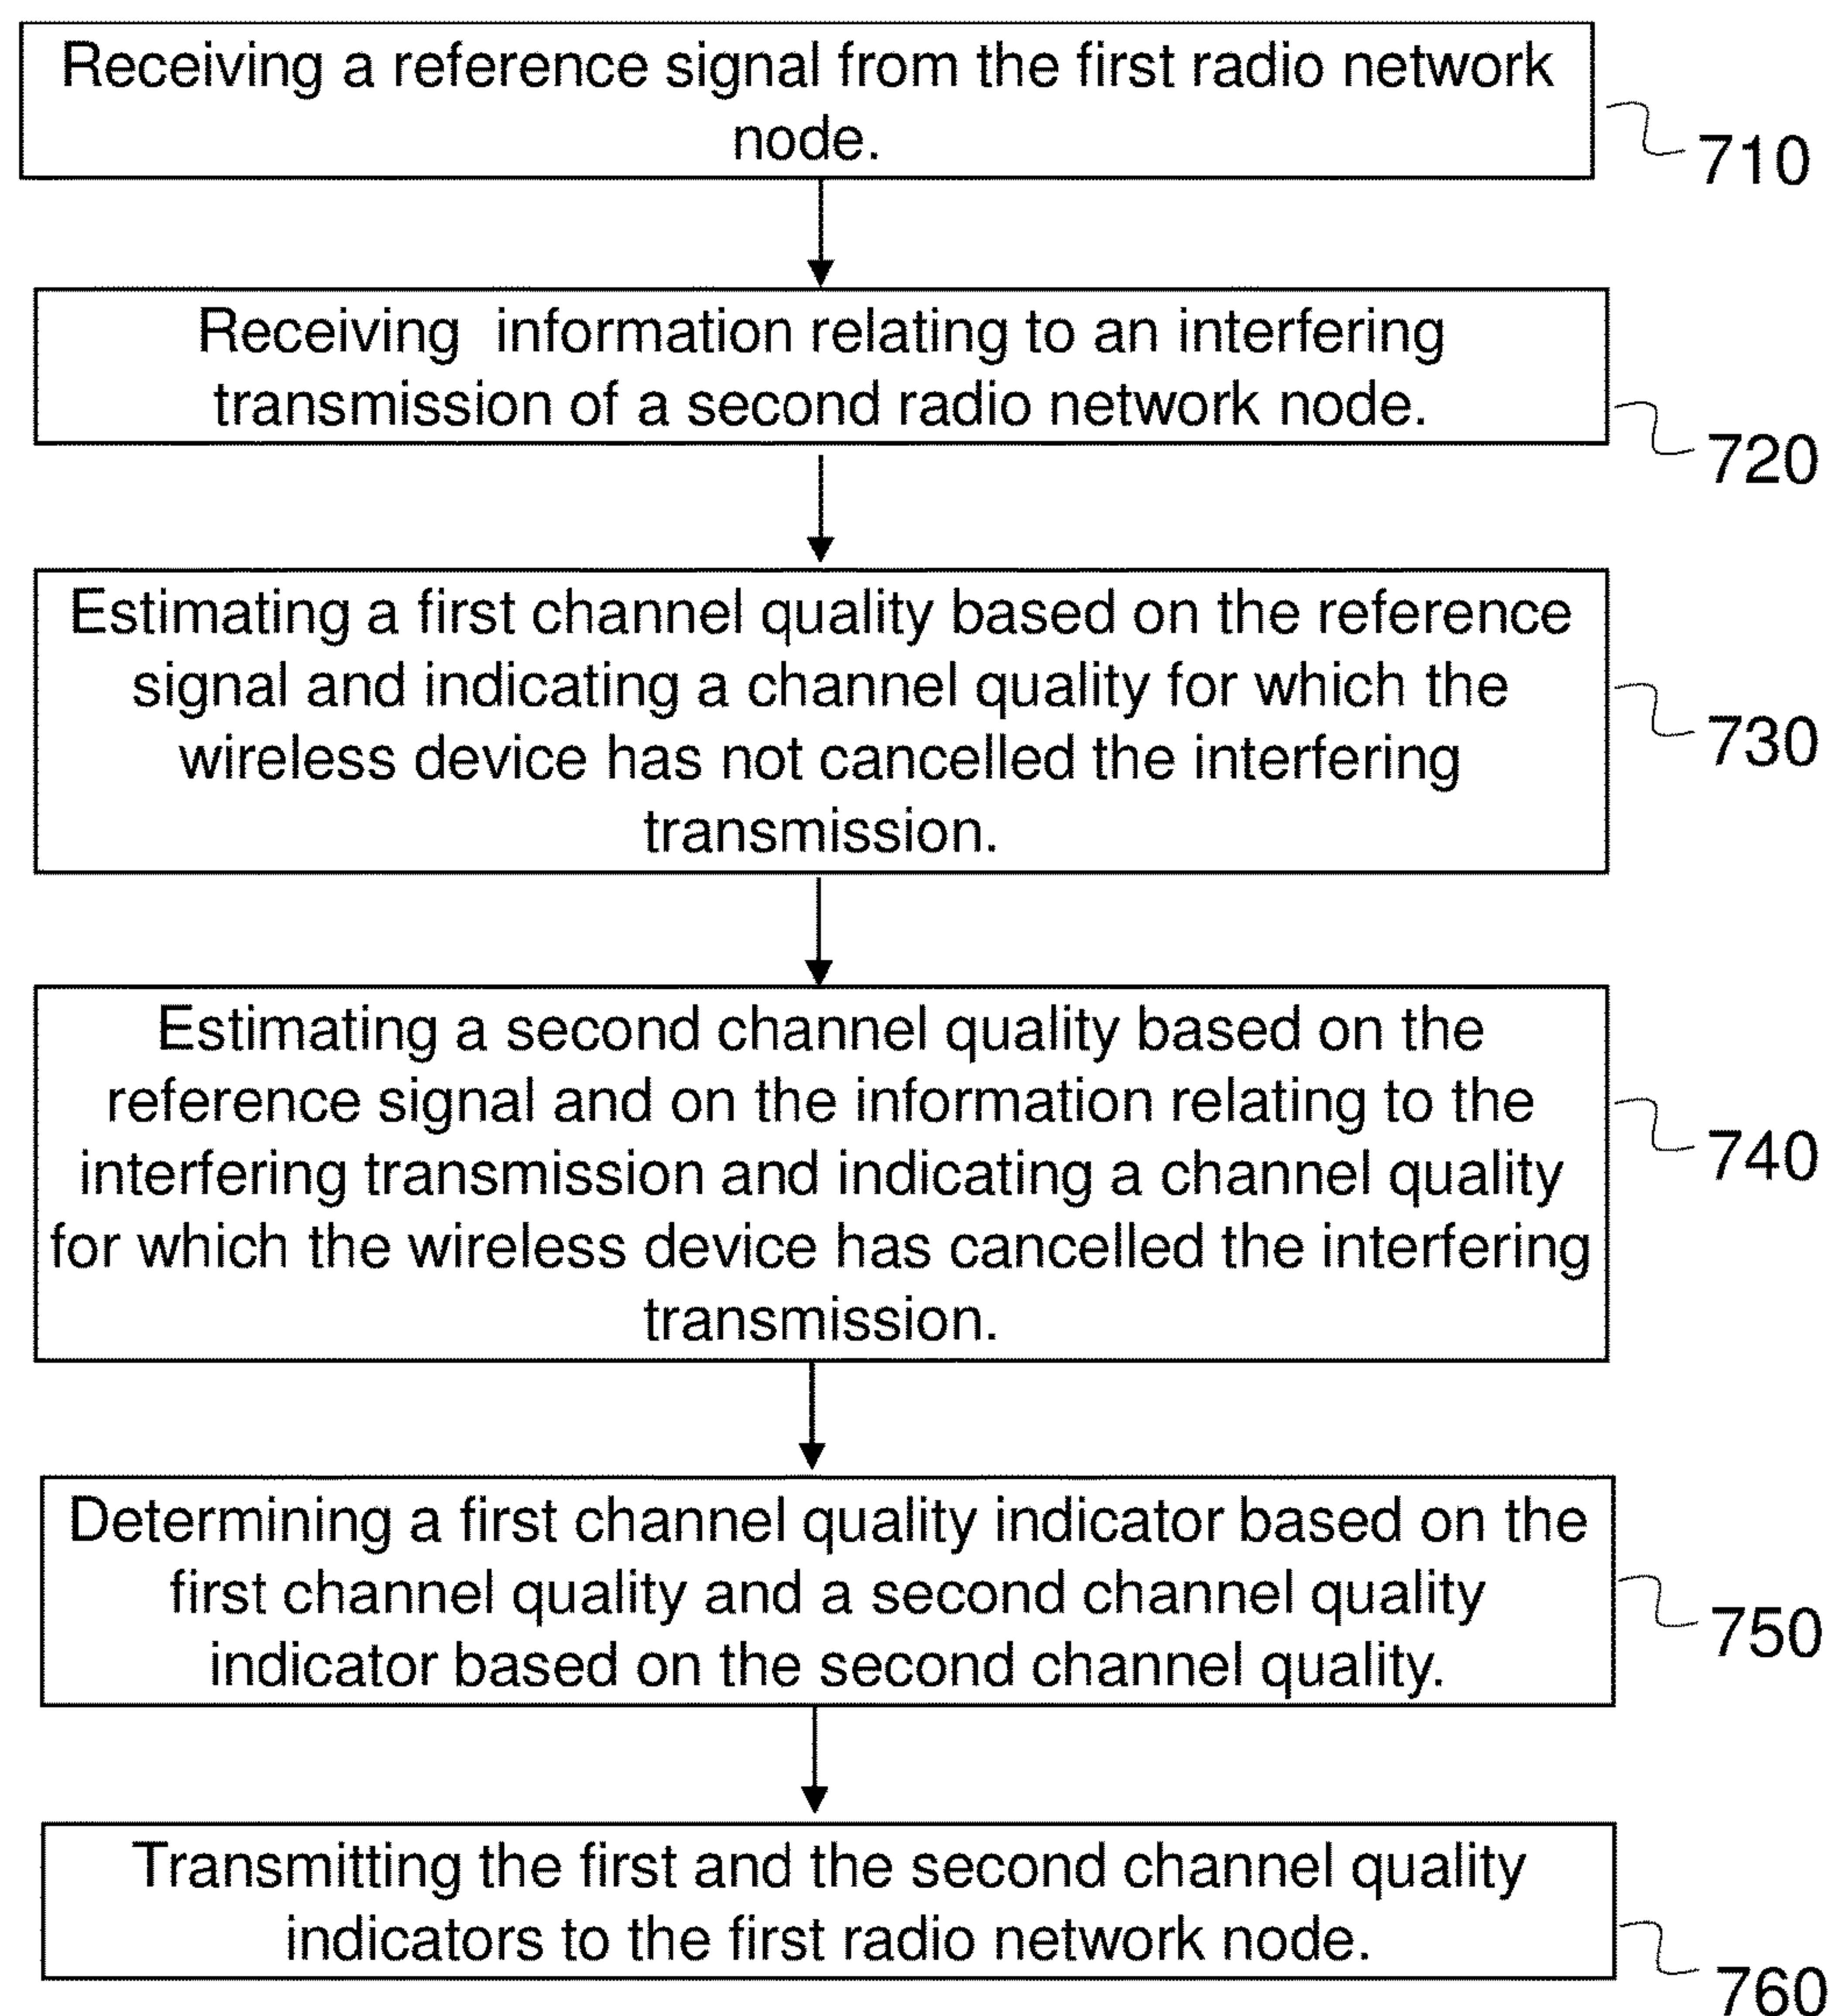 Receiving a reference signal from the first radio network
node.
710
Receiving  information relating to an interfering
transmission of a second radio network node.
720
Estimating a first channel quality based on the reference
signal and indicating a channel quality for which the
wireless device has not cancelled the interfering
transmission.
730
Estimating a second channel quality based on the
reference signal and on the information relating to the
interfering transmission and indicating a channel quality
for which the wireless device has cancelled the interfering
transmission.
740
Determining a first channel quality indicator based on the
first channel quality and a second channel quality
indicator based on the second channel quality.
750
Transmitting the first and the second channel quality
indicators to the first radio network node.
760